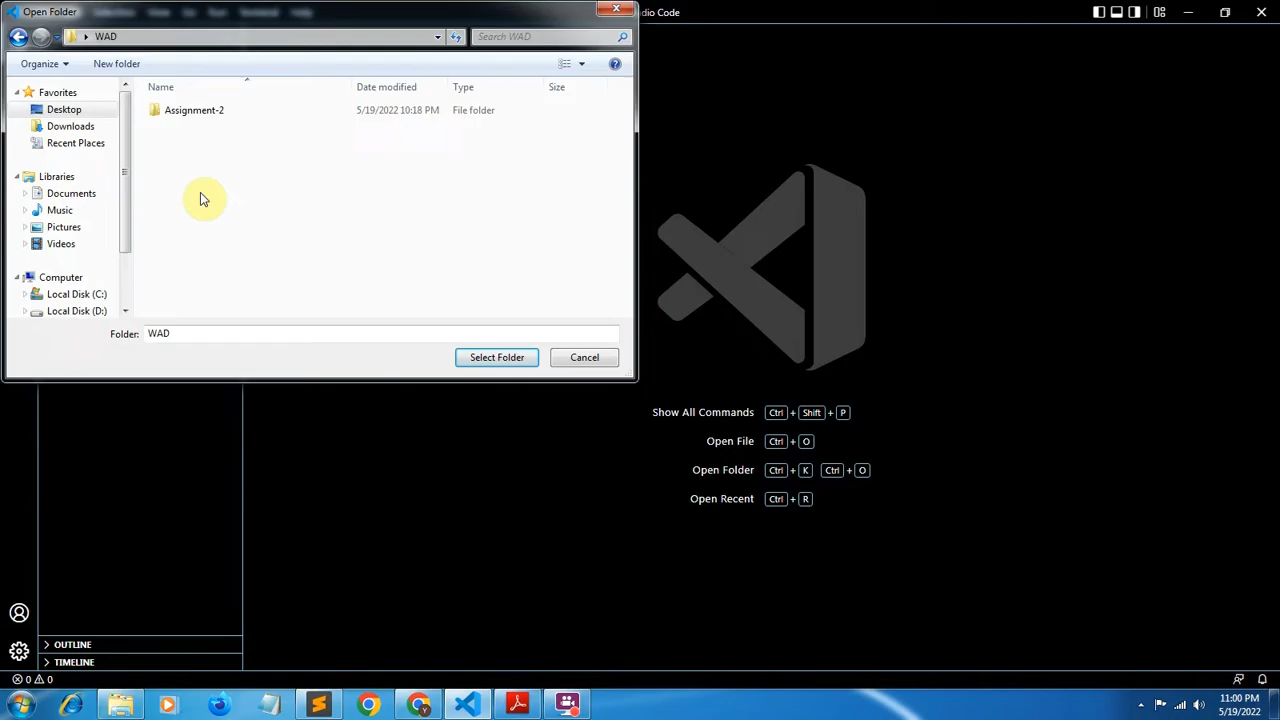 Open Folder
dio Code
WAD
Search WAD
Organize
New folder
Name
Date modified
Type
Size
Favorites
Desktop
Downloads
Recent Places
Libraries
Documents
Music
Pictures
Videos
Computer
Local Disk (C:)
Local Disk (D:)
Assignment-2
5/19/2022 10:18 PM
File folder
Folder:
WAD
Select Folder
Cancel
Show All Commands Ctrl + Shift + P
Open File Ctrl + O
Open Folder Ctrl + K Ctrl + O
Open Recent Ctrl + R
OUTLINE
TIMELINE
0 0
11:00 PM
5/19/2022